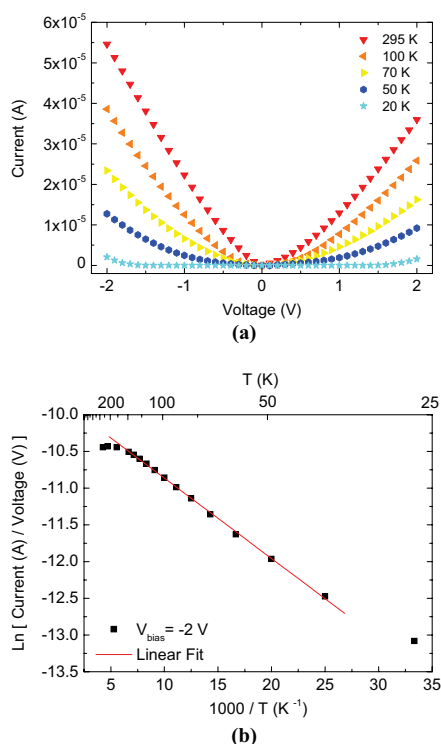 6x10⁻⁵
5x10⁻⁵
4x10⁻⁵
3x10⁻⁵
2x10⁻⁵
1x10⁻⁵
0
Current (A)
295 K
100 K
70 K
50 K
20 K
-2 -1 0 1 2
Voltage (V)
(a)
T (K)
200 100 50 25
-10.0
-10.5
-11.0
-11.5
-12.0
-12.5
-13.0
-13.5
Ln [ Current (A) / Voltage (V) ]
V_bias = -2 V
Linear Fit
5 10 15 20 25 30 35
1000 / T (K⁻¹)
(b)